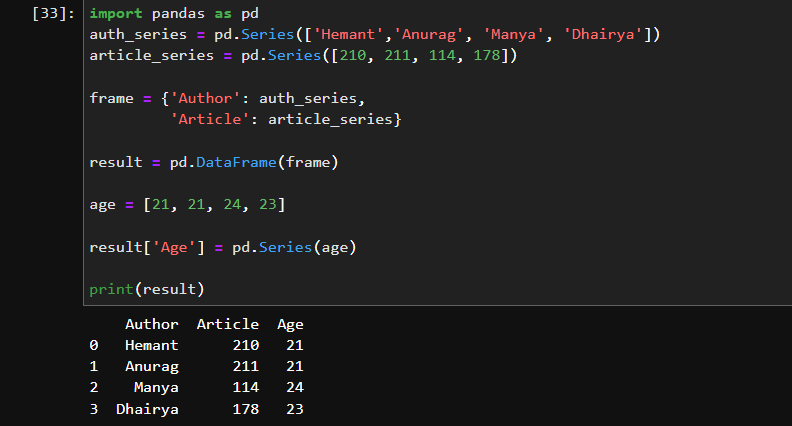 [33]: import pandas as pd
auth_series = pd.Series(['Hemant','Anurag', 'Manya', 'Dhairya'])
article_series = pd.Series([210, 211, 114, 178])
frame = {'Author': auth_series,
'Article': article_series}
result = pd.DataFrame(frame)
age = [21, 21, 24, 23]
result['Age'] = pd.Series(age)
print(result)
Author Article Age
0 Hemant 210 21
1 Anurag 211 21
2 Manya 114 24
3 Dhairya 178 23